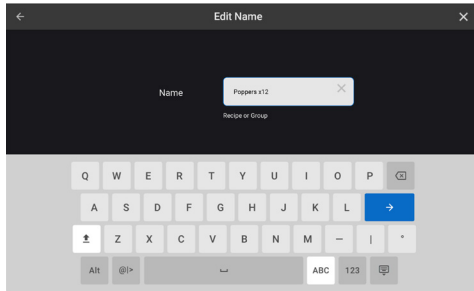 Edit Name
Name
Poppers x12
Recipe or Group
Q W E R T Y U I O P
A S D F G H J K L
Z X C V B N M — | °
Alt @|> ABC 123